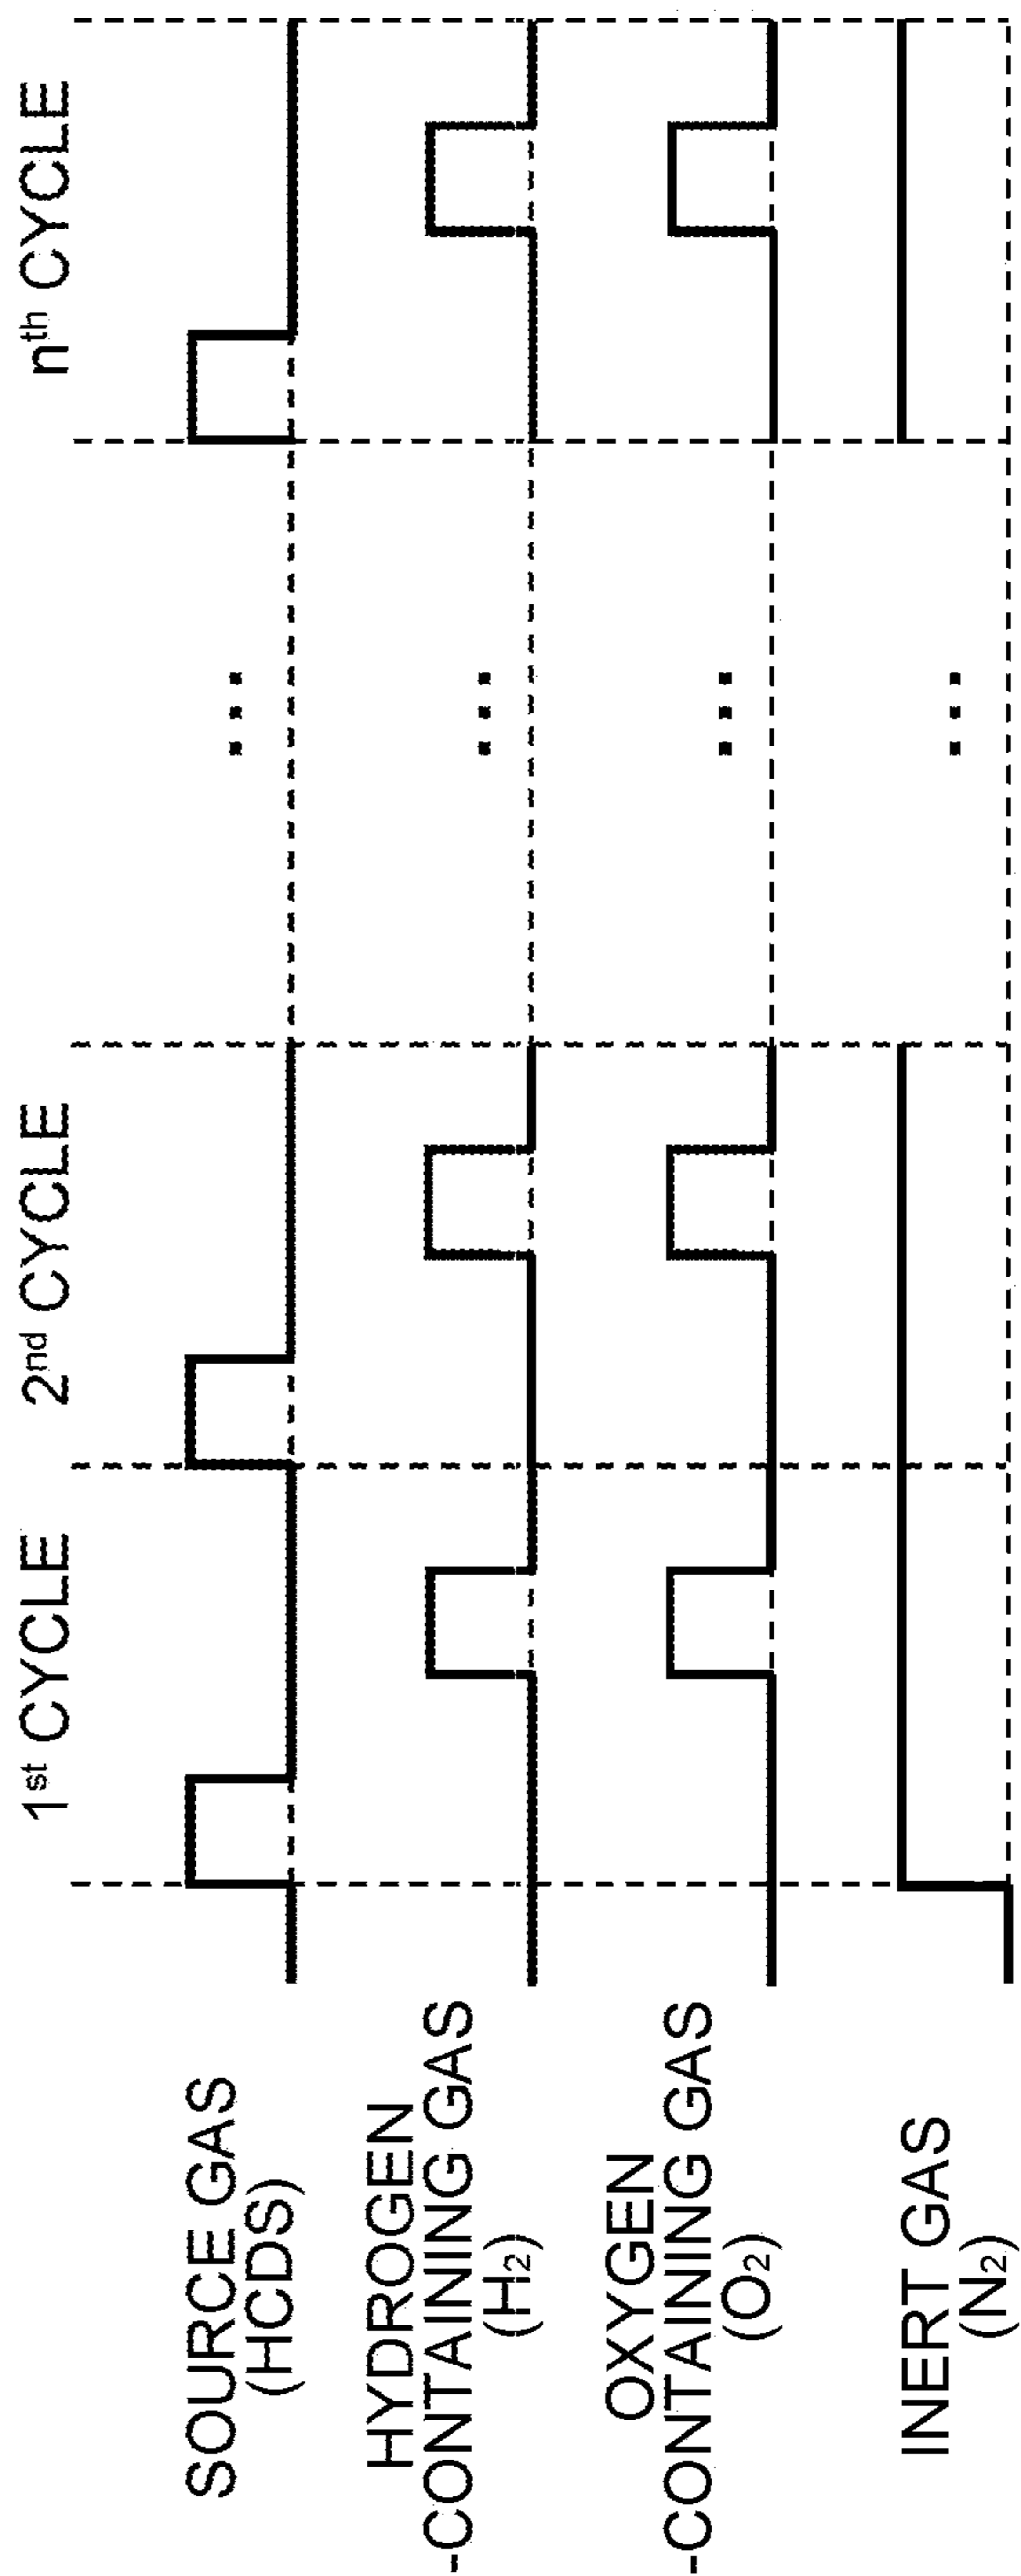 1st CYCLE 2nd CYCLE nth CYCLE
SOURCE GAS
(HCDS)
HYDROGEN
-CONTAINING GAS
(H₂)
OXYGEN
-CONTAINING GAS
(O₂)
INERT GAS
(N₂)